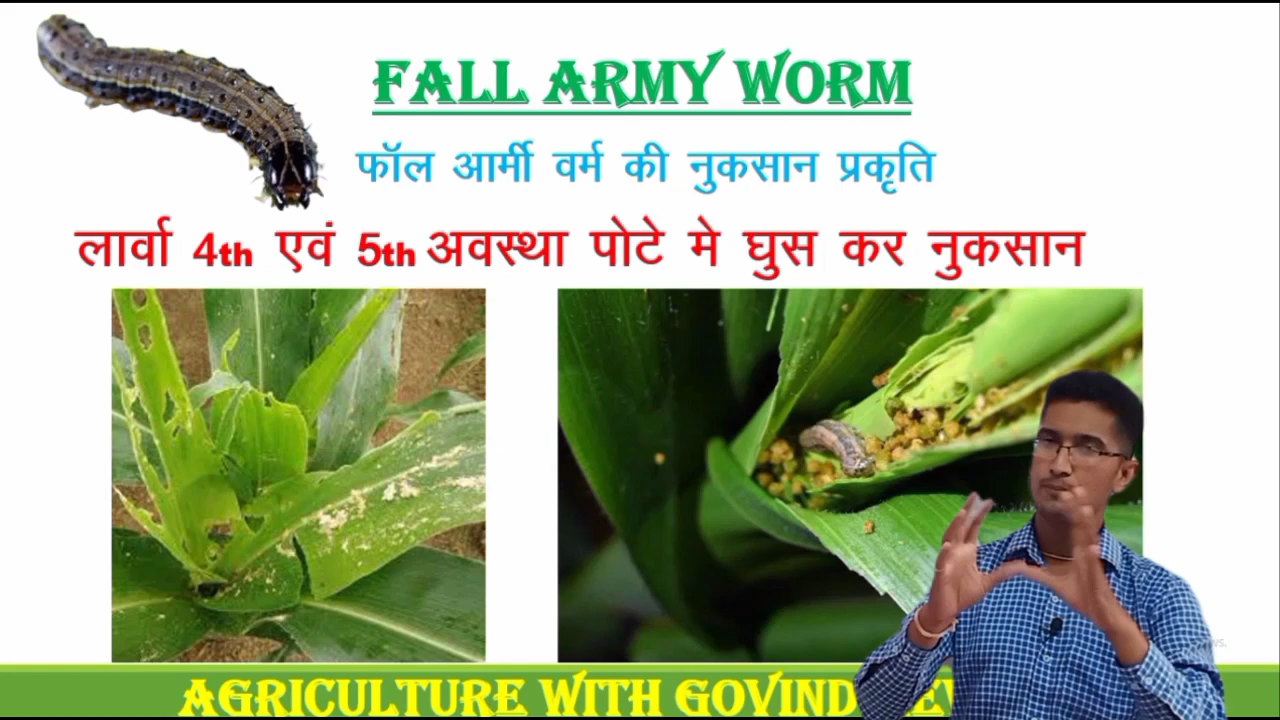 FALL ARMY WORM
फॉल आर्मी वर्म की नुकसान प्रकृति
लार्वा 4th एवं 5th अवस्था पोटे मे घुस कर नुकसान
AGRICULTURE WITH GOVIND